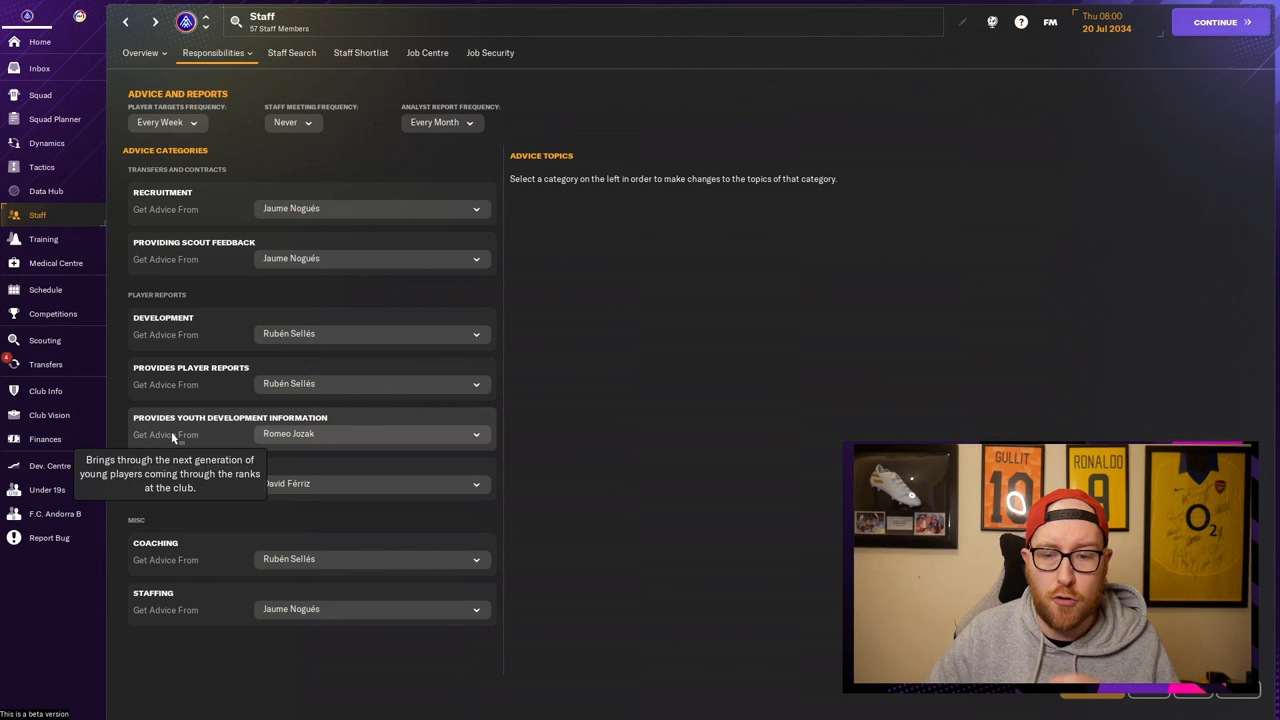 Staff
57 Staff Members
FM
Thu 08:00
20 Jul 2034
CONTINUE
Home
Inbox
Squad
Squad Planner
Dynamics
Tactics
Data Hub
Staff
Training
Medical Centre
Schedule
Competitions
Scouting
4
Transfers
Club Info
Club Vision
Finances
Dev. Centre
Under 19s
F.C. Andorra B
Report Bug
This is a beta version
Overview
Responsibilities
Staff Search
Staff Shortlist
Job Centre
Job Security
ADVICE AND REPORTS
PLAYER TARGETS FREQUENCY:
STAFF MEETING FREQUENCY:
ANALYST REPORT FREQUENCY:
Every Week
Never
Every Month
ADVICE CATEGORIES
TRANSFERS AND CONTRACTS
RECRUITMENT
Get Advice From
Jaume Nogués
PROVIDING SCOUT FEEDBACK
Get Advice From
Jaume Nogués
PLAYER REPORTS
DEVELOPMENT
Get Advice From
Rubén Sellés
PROVIDES PLAYER REPORTS
Get Advice From
Rubén Sellés
PROVIDES YOUTH DEVELOPMENT INFORMATION
Get Advice From
Romeo Jozak
Brings through the next generation of
young players coming through the ranks
at the club.
David Férriz
MISC
COACHING
Get Advice From
Rubén Sellés
STAFFING
Get Advice From
Jaume Nogués
ADVICE TOPICS
Select a category on the left in order to make changes to the topics of that category.
GULLIT
10
RONALDO
9
O2